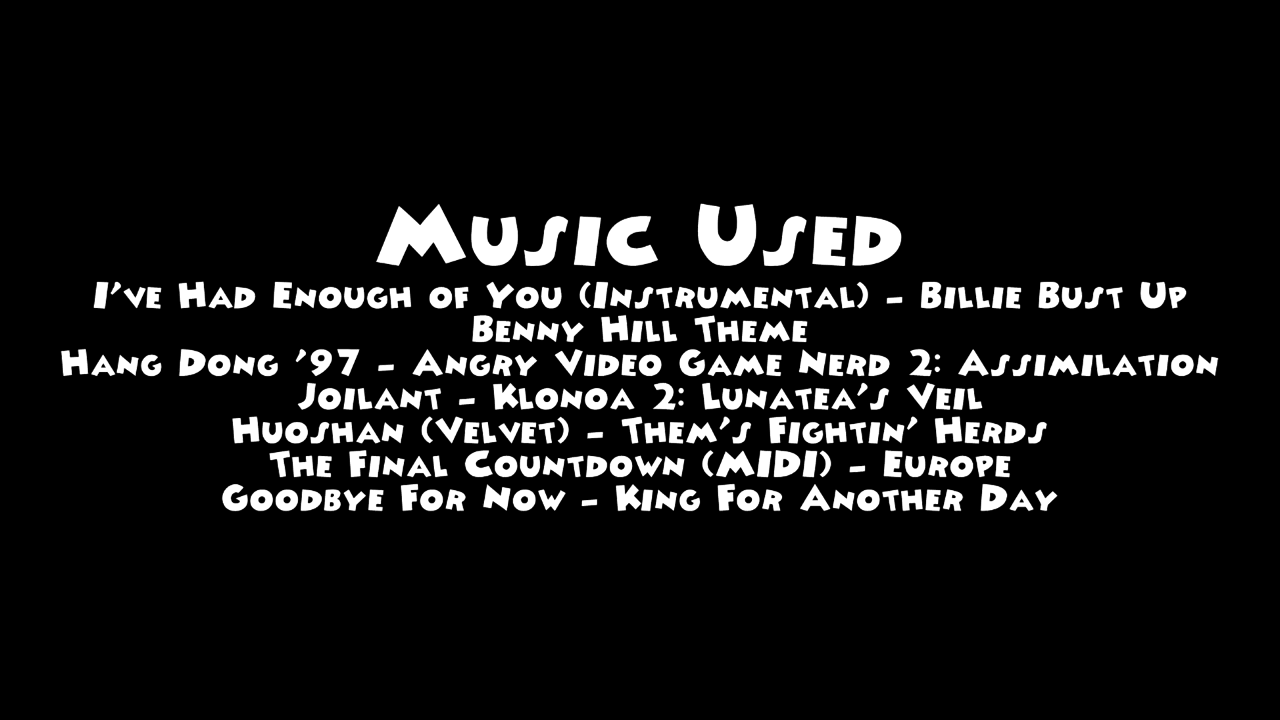 Music Used
I've Had Enough of You (Instrumental) - Billie Bust Up
Benny Hill Theme
Hang Dong '97 - Angry Video Game Nerd 2: Assimilation
Joilant - Klonoa 2: Lunatea's Veil
Huoshan (Velvet) - Them's Fightin' Herds
The Final Countdown (MIDI) - Europe
Goodbye For Now - King For Another Day